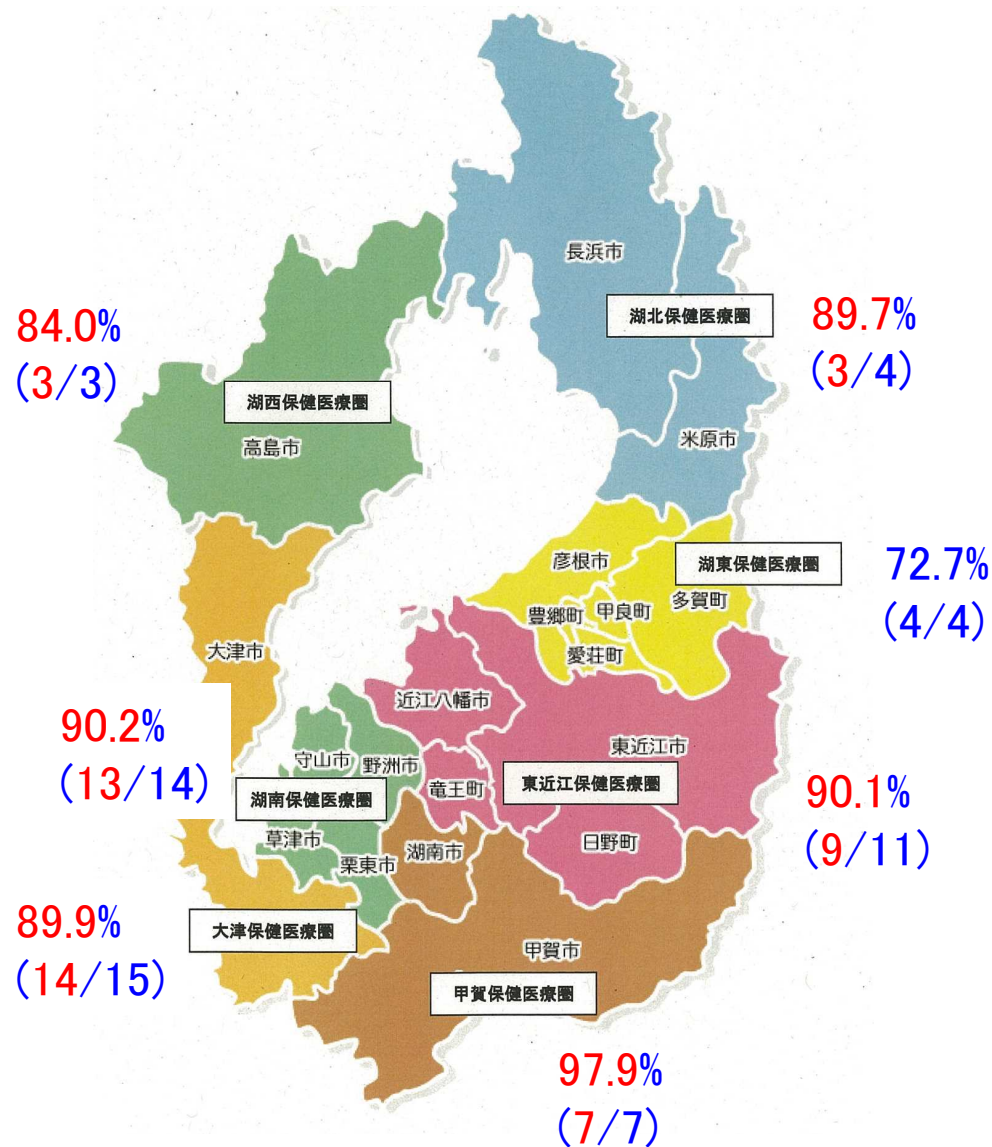 長浜市
湖北保健医療圏
89.7%
(3/4)
84.0%
(3/3)
湖西保健医療圏
高島市
米原市
彦根市
湖東保健医療圏
72.7%
(4/4)
豊郷町
甲良町
多賀町
愛荘町
大津市
近江八幡市
90.2%
(13/14)
守山市
野洲市
東近江市
竜王町
東近江保健医療圏
湖南保健医療圏
90.1%
(9/11)
草津市
栗東市
湖南市
日野町
89.9%
(14/15)
大津保健医療圏
甲賀市
甲賀保健医療圏
97.9%
(7/7)